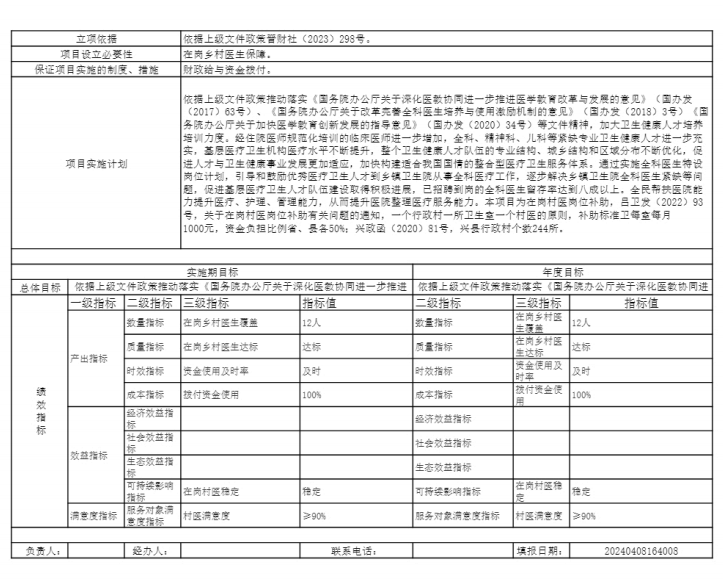 立项依据 依据上级文件政策晋财社（2023）298号。
项目设立必要性 在岗乡村医生保障。
保证项目实施的制度、措施 财政给与资金拨付。
项目实施计划
依据上级文件政策推动落实《国务院办公厅关于深化医教协同进一步推进医学教育改革与发展的意见》（国办发
（2017）63号）、《国务院办公厅关于改革完善全科医生培养与使用激励机制的意见》（国办发（2018）3号）《国
务院办公厅关于加快医学教育创新发展的指导意见》（国办发（2020）34号）等文件精神，加大卫生健康人才培养
培训力度。经住院医师规范化培训的临床医师进一步增加，全科、精神科、儿科等紧缺专业卫生健康人才进一步充
实，基层医疗卫生机构医疗水平不断提升，整个卫生健康人才队伍的专业结构、城乡结构和区域分布不断优化，促
进人才与卫生健康事业发展更加适应，加快构建适合我国国情的整合型医疗卫生服务体系。通过实施全科医生特设
岗位计划，引导和鼓励优秀医疗卫生人才到乡镇卫生院从事全科医疗工作，逐步解决乡镇卫生院全科医生紧缺等问
题，促进基层医疗卫生人才队伍建设取得积极进展，已招聘到岗的全科医生留存率达到八成以上。全民帮扶医院能
力提升医疗、护理、管理能力，从而提升医院整理医疗服务能力。本项目为在岗村医岗位补助，吕卫发（2022）93
号，关于在岗村医岗位补助有关问题的通知，一个行政村一所卫生室一个村医的原则，补助标准卫每室每月
1000元，资金负担比例省、县各50%；兴政函（2020）81号，兴县行政村个数244所。
实施期目标 年度目标
总体目标 依据上级文件政策推动落实《国务院办公厅关于深化医教协同进一步推进 依据上级文件政策推动落实《国务院办公厅关于深化医教协同进
绩效指标
一级指标 二级指标 三级指标 指标值 二级指标 三级指标 指标值
产出指标
数量指标 在岗乡村医生覆盖 12人 数量指标 在岗乡村医生覆盖 12人
质量指标 在岗乡村医生达标 达标 质量指标 在岗乡村医生达标 达标
时效指标 资金使用及时率 及时 时效指标 资金使用及时率 及时
成本指标 拨付资金使用 100% 成本指标 拨付资金使用 100%
效益指标
经济效益指标 经济效益指标
社会效益指标 社会效益指标
生态效益指标 生态效益指标
可持续影响指标 在岗村医稳定 稳定 可持续影响指标 在岗村医稳定 稳定
满意度指标 服务对象满意度指标 村医满意度 ≥90% 服务对象满意度指标 村医满意度 ≥90%
负责人： 经办人： 联系电话： 填报日期： 20240408164008